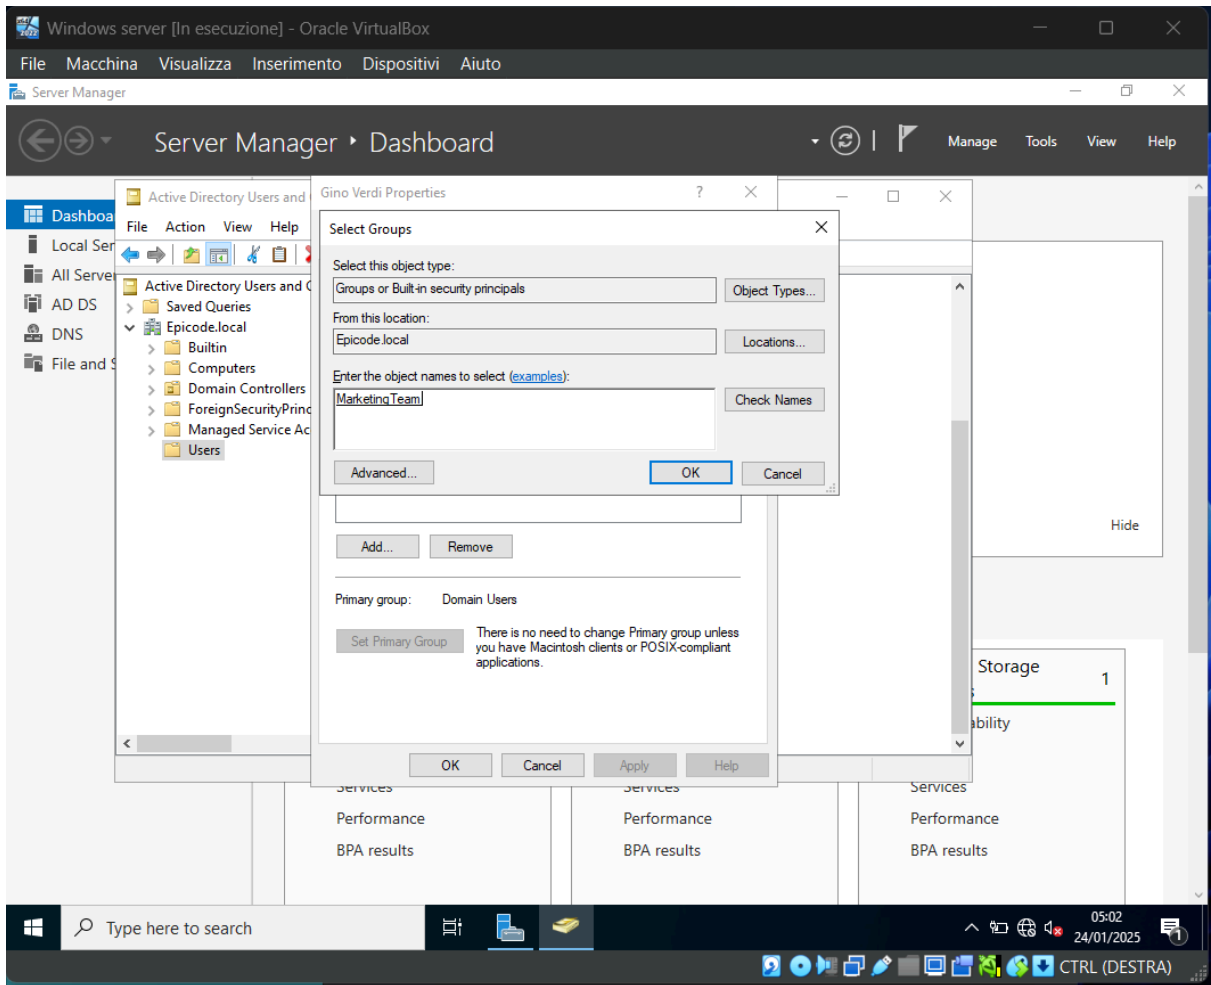 Windows server [In esecuzione] - Oracle VirtualBox
File Macchina Visualizza Inserimento Dispositivi Aiuto
Server Manager
Server Manager Dashboard
Manage Tools View Help
Dashboa
Local Ser
All Server
AD DS
DNS
File and S
Active Directory Users and
File Action View Help
Active Directory Users and C
Saved Queries
Epicode.local
Builtin
Computers
Domain Controllers
ForeignSecurityPrinc
Managed Service Ac
Users
Gino Verdi Properties
Select Groups
Select this object type:
Groups or Built-in security principals
Object Types...
From this location:
Epicode.local
Locations...
Enter the object names to select (examples):
MarketingTeam
Check Names
Advanced...
OK
Cancel
Add...
Remove
Primary group: Domain Users
Set Primary Group
There is no need to change Primary group unless
you have Macintosh clients or POSIX-compliant
applications.
OK
Cancel
Apply
Help
Hide
Storage
1
ability
Services
Performance
BPA results
Services
Performance
BPA results
Services
Performance
BPA results
Type here to search
05:02
24/01/2025
1
CTRL (DESTRA)